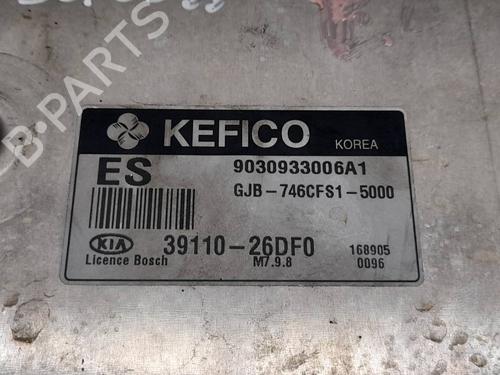 KEFICO KOREA
ES 9030933006A1
GJB-746CFS1-5000
KIA 39110-26DF0 168905
Licence Bosch M7.9.8 0096
B-PARTS